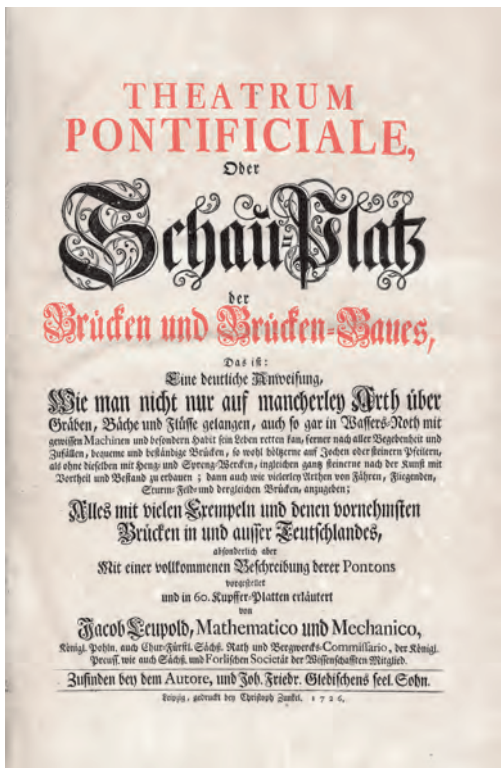 THEATRUM
PONTIFICIALE,
Oder
Schau-Platz
der
Brücken und Brücken-Baues,
Das ist:
Eine deutliche Anweisung,
Wie man nicht nur auf mancherley Arth über
Gräben, Bäche und Flüsse gelangen, auch so gar in Wassers-Noth mit
gewissen Machinen und besondern Habit sein Leben retten kan, ferner nach aller Begebenheit und
Zufällen, bequeme und beständige Brücken, so wohl höltzerne auf Jochen oder steinern Pfeilern,
als ohne dieselben mit Heng- und Spreng-Wercken, ingleichen gantz steinerne nach der Kunst mit
Vortheil und Bestand zu erbauen; dann auch wie vielerley Arthen von Fähren, Fliegenden,
Sturm- Feld- und dergleichen Brücken, anzugeben;
Alles mit vielen Exempeln und denen vornehmsten
Brücken in und ausser Teutschlandes,
absonderlich aber
Mit einer vollkommenen Beschreibung derer Pontons
vorgestellet
und in 60. Kupffer-Platten erläutert
von
Jacob Leupold, Mathematico und Mechanico,
Königl. Pohln. auch Chur-Fürstl. Sächß. Rath und Bergwercks-Commissario, der Königl.
Preuss. wie auch Sächß. und Forlischen Societät der Wissenschafften Mitglied.
Zufinden bey dem Autore, und Joh. Friedr. Gleditschens seel. Sohn.
Leipzig, gedruckt bey Christoph Zunkel. 1726.